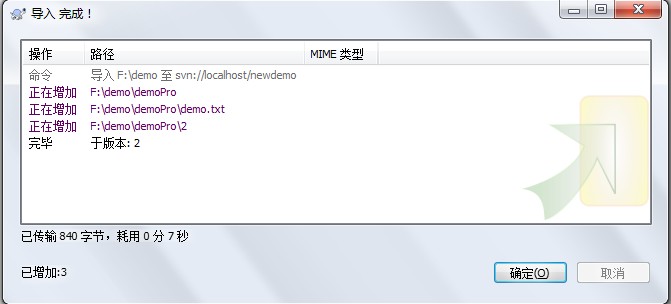 导入 完成！
操作 路径 MIME 类型
命令 导入 F:\demo 至 svn://localhost/newdemo
正在增加 F:\demo\demoPro
正在增加 F:\demo\demoPro\demo.txt
正在增加 F:\demo\demoPro\2
完毕 于版本: 2
已传输 840 字节，耗用 0 分 7 秒
已增加:3
确定(O) 取消